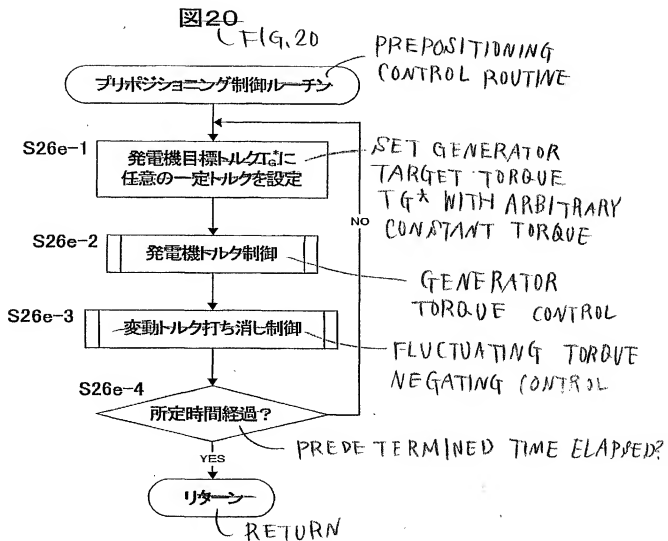 図20
FIG.20
プリポジショニング制御ルーチン
PREPOSITIONING
CONTROL ROUTINE
S26e-1
発電機目標トルクTG*に
任意の一定トルクを設定
SET GENERATOR
TARGET TORQUE
TG* WITH ARBITRARY
CONSTANT TORQUE
NO
S26e-2
発電機トルク制御
GENERATOR
TORQUE CONTROL
S26e-3
変動トルク打ち消し制御
FLUCTUATING TORQUE
NEGATING CONTROL
S26e-4
所定時間経過?
PREDETERMINED TIME ELAPSED?
YES
リターン
RETURN